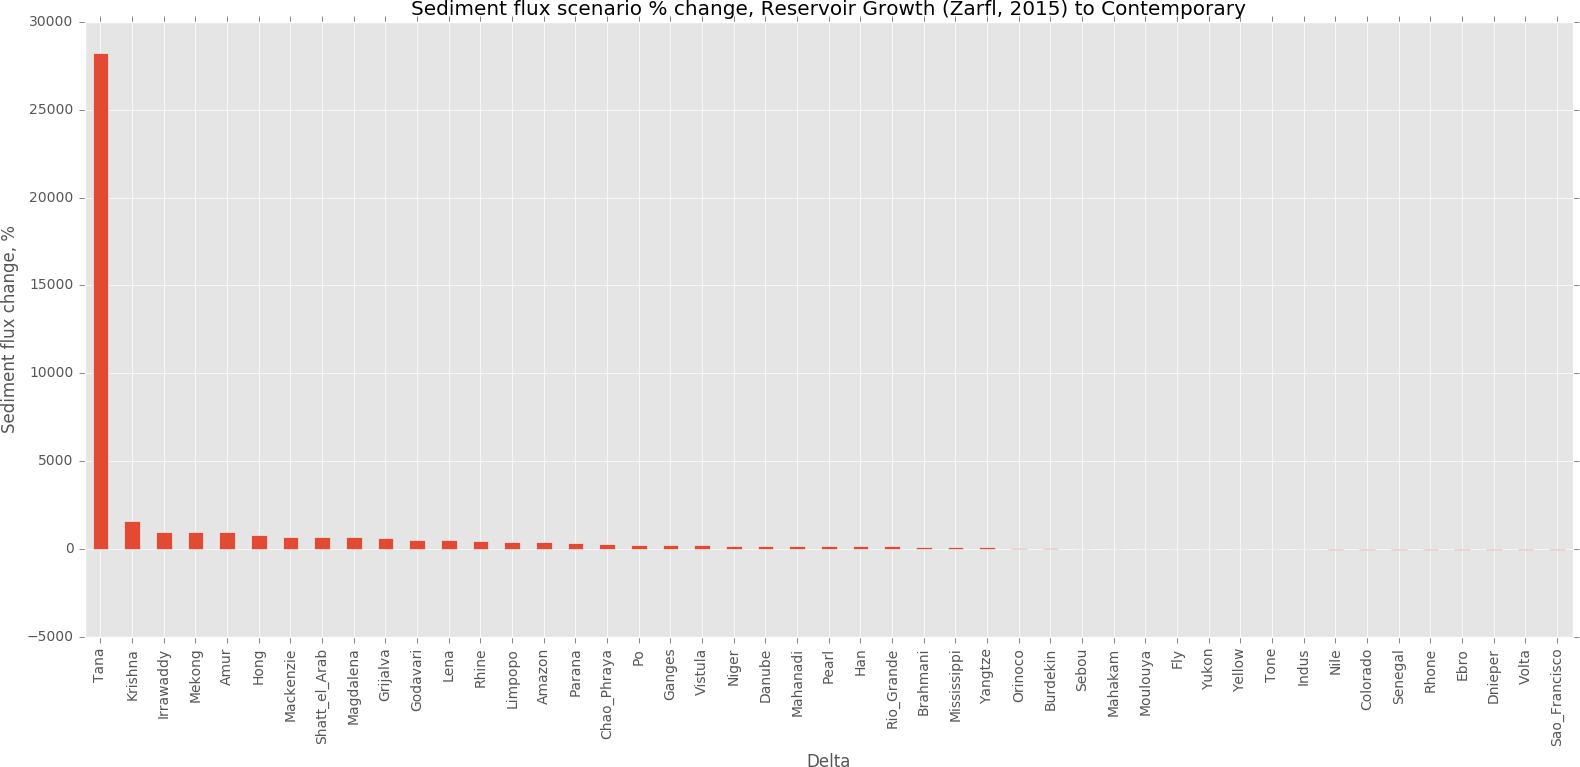 Sediment flux scenario % change, Reservoir Growth (Zarfl, 2015) to Contemporary
30000
25000
20000
15000
10000
5000
0
−5000
Sediment flux change, %
Tana
Krishna
Irrawaddy
Mekong
Amur
Hong
Mackenzie
Shatt_el_Arab
Magdalena
Grijalva
Godavari
Lena
Rhine
Limpopo
Amazon
Parana
Chao_Phraya
Po
Ganges
Vistula
Niger
Danube
Mahanadi
Pearl
Han
Rio_Grande
Brahmani
Mississippi
Yangtze
Orinoco
Burdekin
Sebou
Mahakam
Moulouya
Fly
Yukon
Yellow
Tone
Indus
Nile
Colorado
Senegal
Rhone
Ebro
Dnieper
Volta
Sao_Francisco
Delta